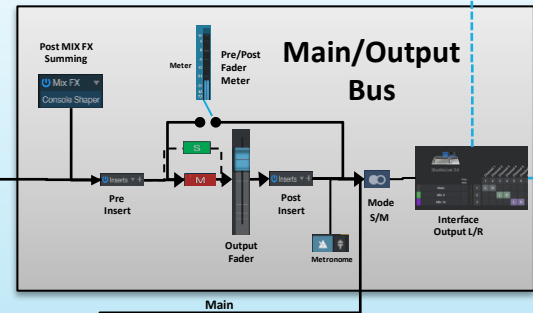 Post MIX FX
Summing
Mix FX
Console Shaper
Meter
Pre/Post
Fader
Meter
Main/Output
Bus
S
M
Inserts
Pre
Insert
Output
Fader
Inserts
Post
Insert
Metronome
Mode
S/M
Interface
Output L/R
Main